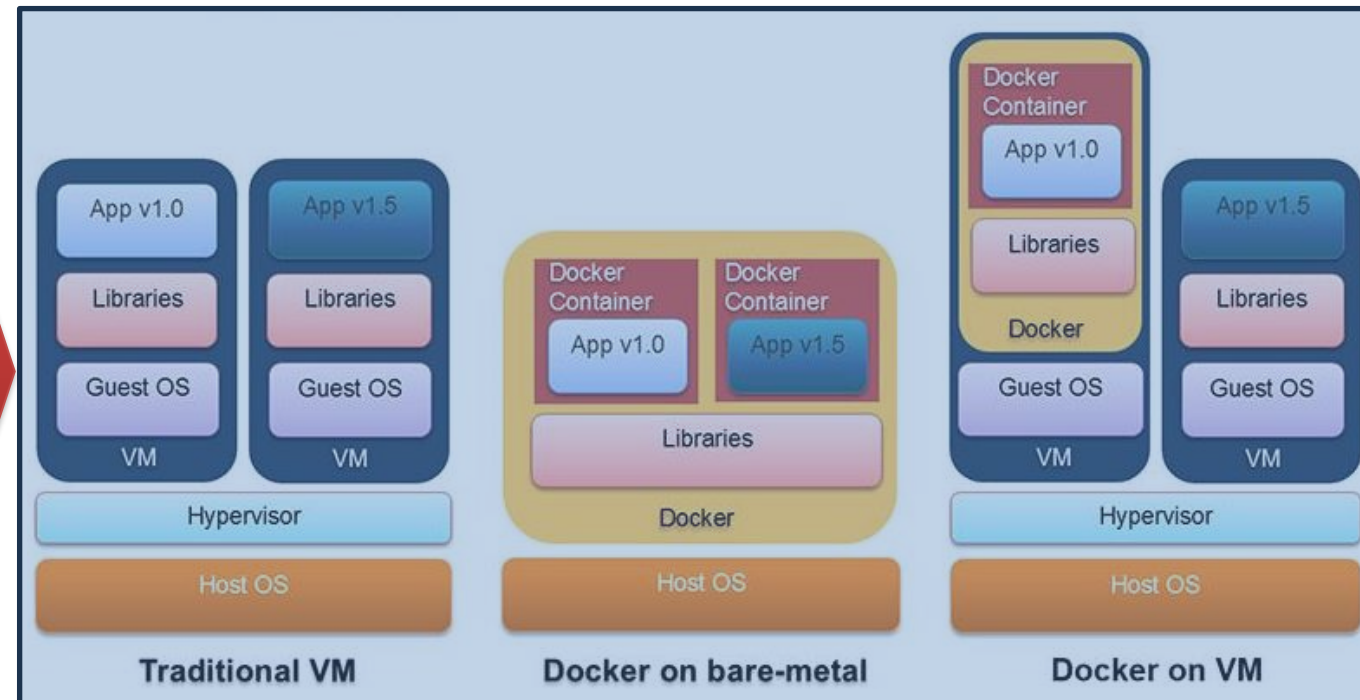 App v1.0
Libraries
Guest OS
VM
App v1.5
Libraries
Guest OS
VM
Hypervisor
Host OS
Traditional VM
Docker
Container
App v1.0
Docker
Container
App v1.5
Libraries
Docker
Host OS
Docker on bare-metal
Docker
Container
App v1.0
Libraries
Docker
Guest OS
VM
App v1.5
Libraries
Guest OS
VM
Hypervisor
Host OS
Docker on VM